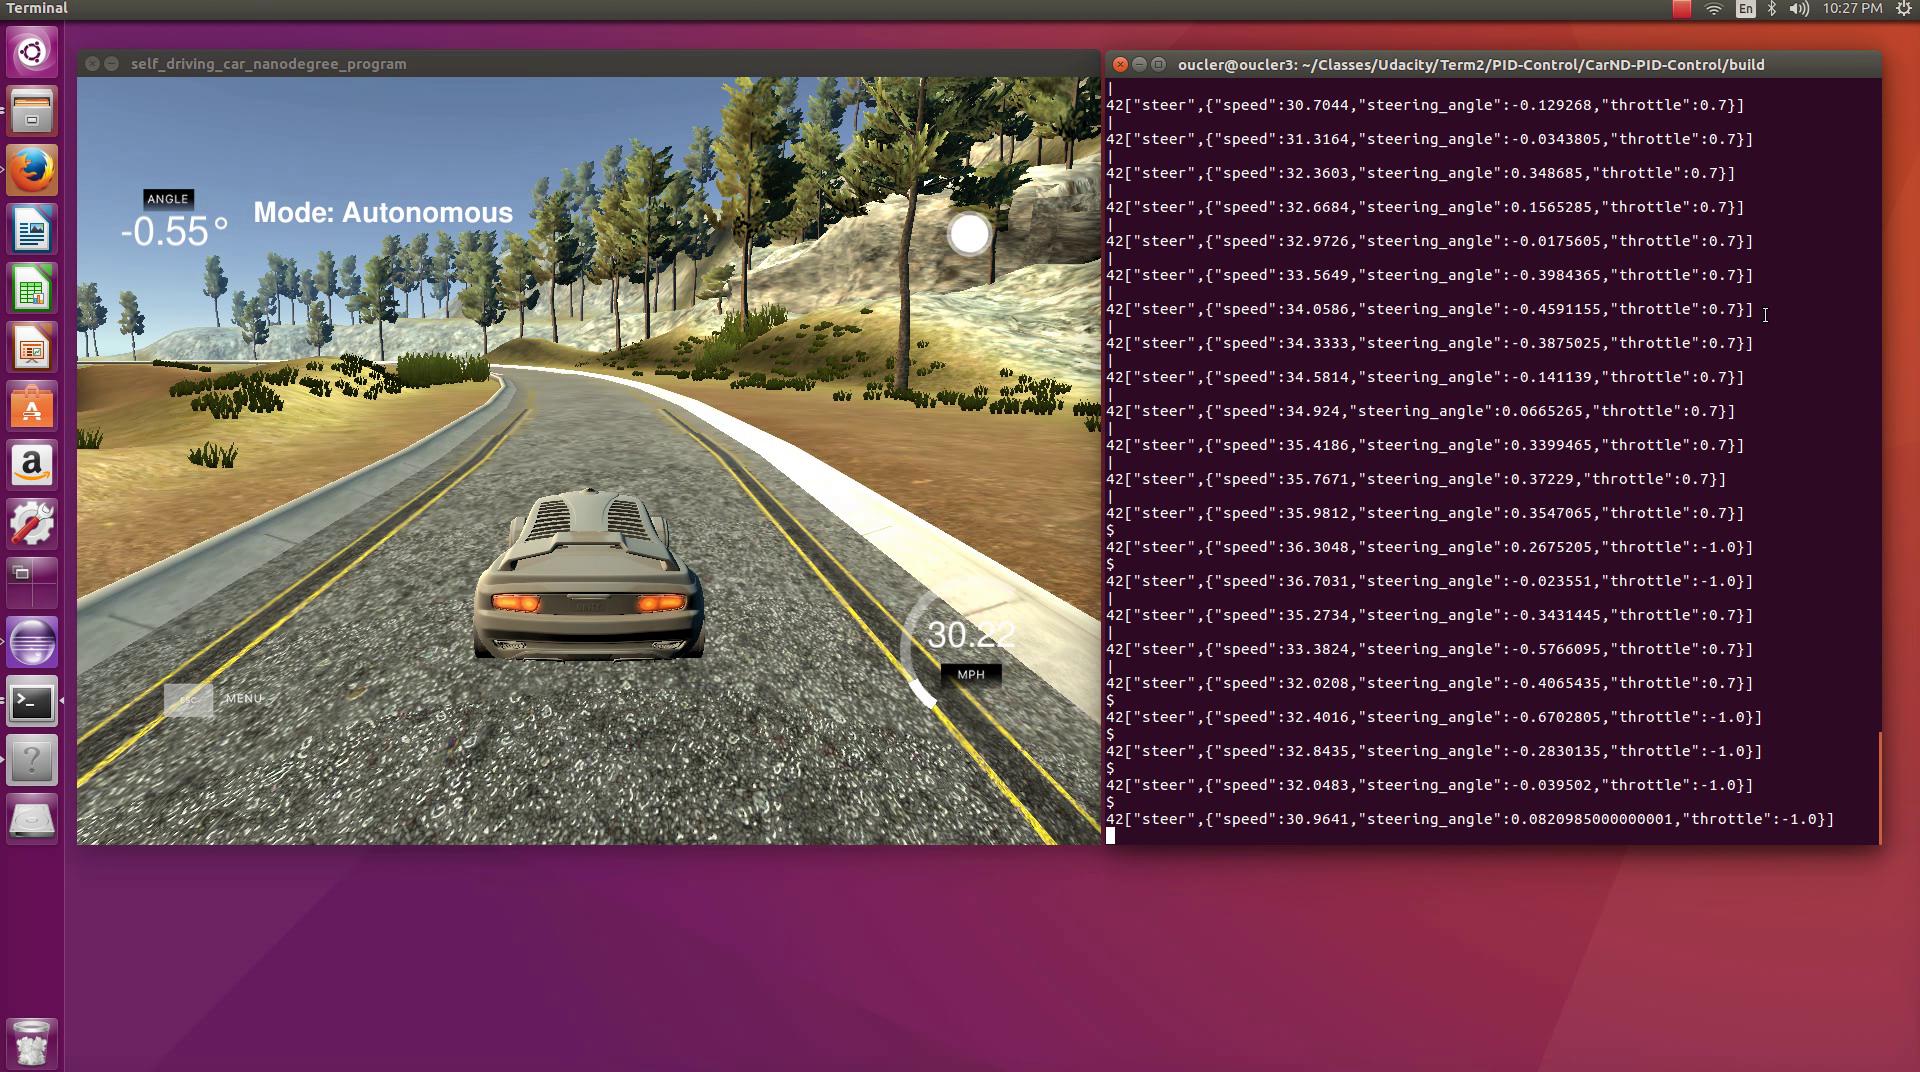 Terminal
En
10:27 PM
self_driving_car_nanodegree_program
ANGLE
-0.55°
Mode: Autonomous
30.22
MPH
ESC
MENU
a
oucler@oucler3: ~/Classes/Udacity/Term2/PID-Control/CarND-PID-Control/build
|
42["steer",{"speed":30.7044,"steering_angle":-0.129268,"throttle":0.7}]
|
42["steer",{"speed":31.3164,"steering_angle":-0.0343805,"throttle":0.7}]
|
42["steer",{"speed":32.3603,"steering_angle":0.348685,"throttle":0.7}]
|
42["steer",{"speed":32.6684,"steering_angle":0.1565285,"throttle":0.7}]
|
42["steer",{"speed":32.9726,"steering_angle":-0.0175605,"throttle":0.7}]
|
42["steer",{"speed":33.5649,"steering_angle":-0.3984365,"throttle":0.7}]
|
42["steer",{"speed":34.0586,"steering_angle":-0.4591155,"throttle":0.7}]
|
42["steer",{"speed":34.3333,"steering_angle":-0.3875025,"throttle":0.7}]
|
42["steer",{"speed":34.5814,"steering_angle":-0.141139,"throttle":0.7}]
|
42["steer",{"speed":34.924,"steering_angle":0.0665265,"throttle":0.7}]
|
42["steer",{"speed":35.4186,"steering_angle":0.3399465,"throttle":0.7}]
|
42["steer",{"speed":35.7671,"steering_angle":0.37229,"throttle":0.7}]
|
42["steer",{"speed":35.9812,"steering_angle":0.3547065,"throttle":0.7}]
$
42["steer",{"speed":36.3048,"steering_angle":0.2675205,"throttle":-1.0}]
$
42["steer",{"speed":36.7031,"steering_angle":-0.023551,"throttle":-1.0}]
|
42["steer",{"speed":35.2734,"steering_angle":-0.3431445,"throttle":0.7}]
|
42["steer",{"speed":33.3824,"steering_angle":-0.5766095,"throttle":0.7}]
|
42["steer",{"speed":32.0208,"steering_angle":-0.4065435,"throttle":0.7}]
$
42["steer",{"speed":32.4016,"steering_angle":-0.6702805,"throttle":-1.0}]
$
42["steer",{"speed":32.8435,"steering_angle":-0.2830135,"throttle":-1.0}]
$
42["steer",{"speed":32.0483,"steering_angle":-0.039502,"throttle":-1.0}]
$
42["steer",{"speed":30.9641,"steering_angle":0.0820985000000001,"throttle":-1.0}]